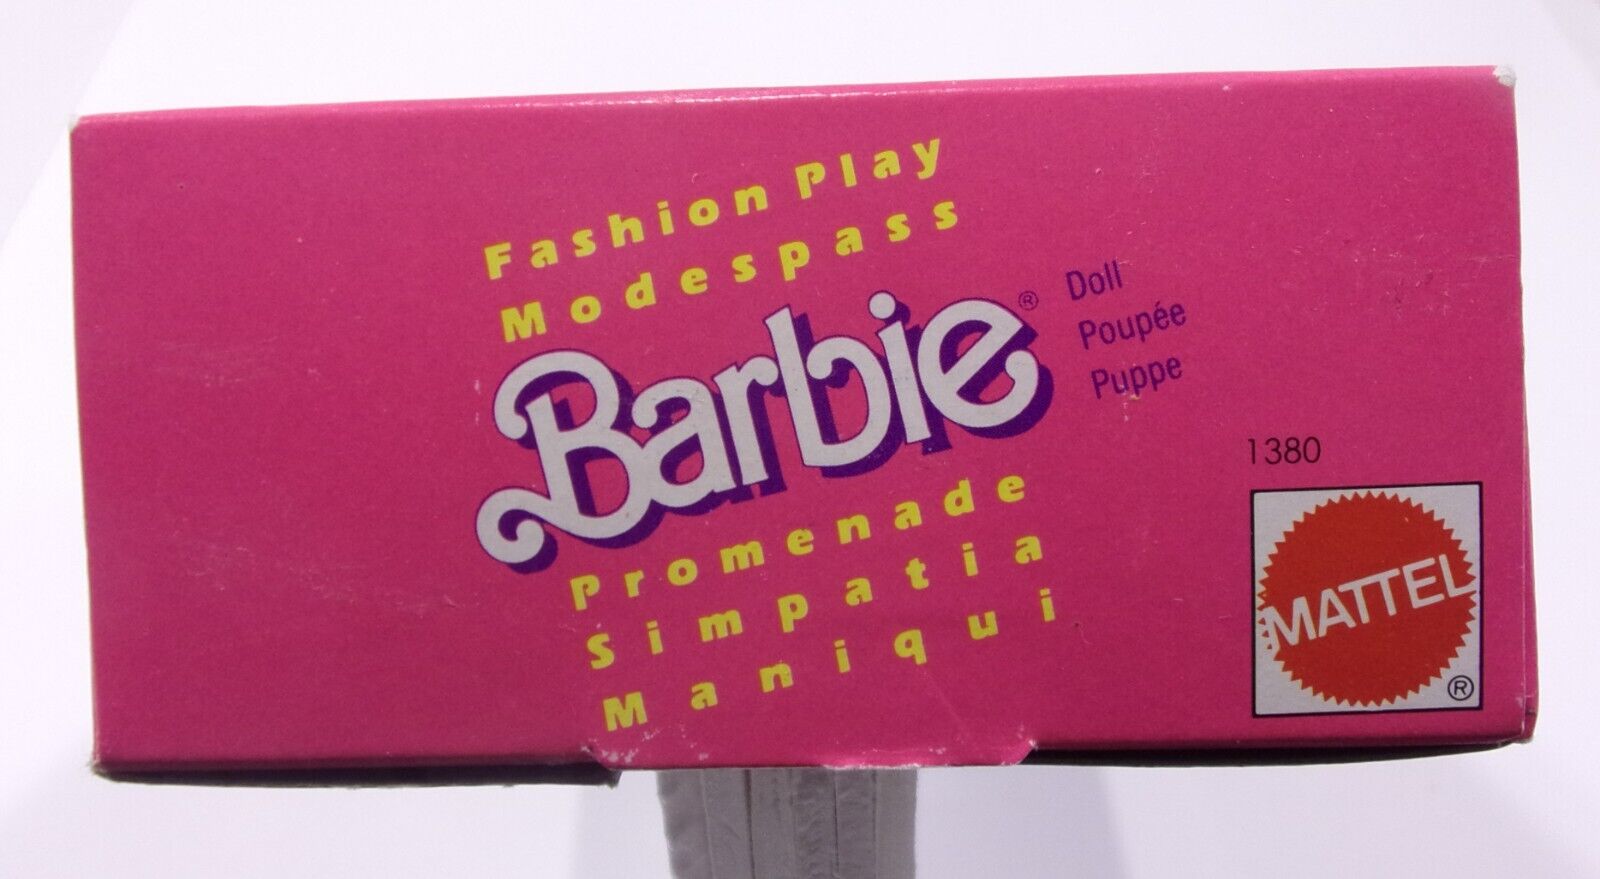 Fashion Play
Modespass
Barbie®
Doll
Poupée
Puppe
Promenade
Simpatia
Maniqui
1380
MATTEL
®